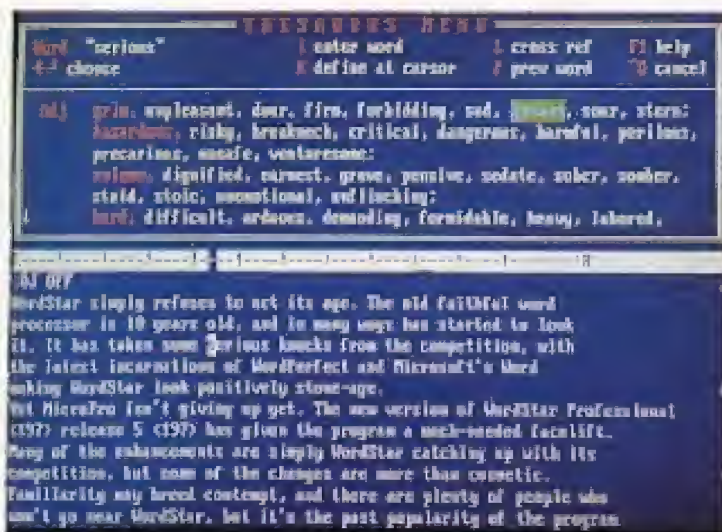 THESAURUS MENU
Word "serious" enter word cross ref F1 help
choose K define at cursor prev word cancel
adj grim, unpleasant, dour, firm, forbidding, sad, sour, stern;
hazardous, risky, breakneck, critical, dangerous, harmful, perilous,
precarious, unsafe, venturesome;
solemn, dignified, earnest, grave, pensive, sedate, sober, somber,
staid, stoic, unemotional, unflinching;
hard, difficult, arduous, demanding, formidable, heavy, labored,
.OJ OFF
WordStar simply refuses to act its age. The old faithful word
processor is 10 years old, and in many ways has started to look
it. It has taken some serious knocks from the competition, with
the latest incarnations of WordPerfect and Microsoft's Word
making WordStar look positively stone-age.
Yet MicroPro isn't giving up yet. The new version of WordStar Professional
<197> release 5 <197> has given the program a much-needed facelift.
Many of the enhancements are simply WordStar catching up with its
competition, but some of the changes are more than cosmetic.
Familiarity may breed contempt, and there are plenty of people who
won't go near WordStar, but it's the past popularity of the program